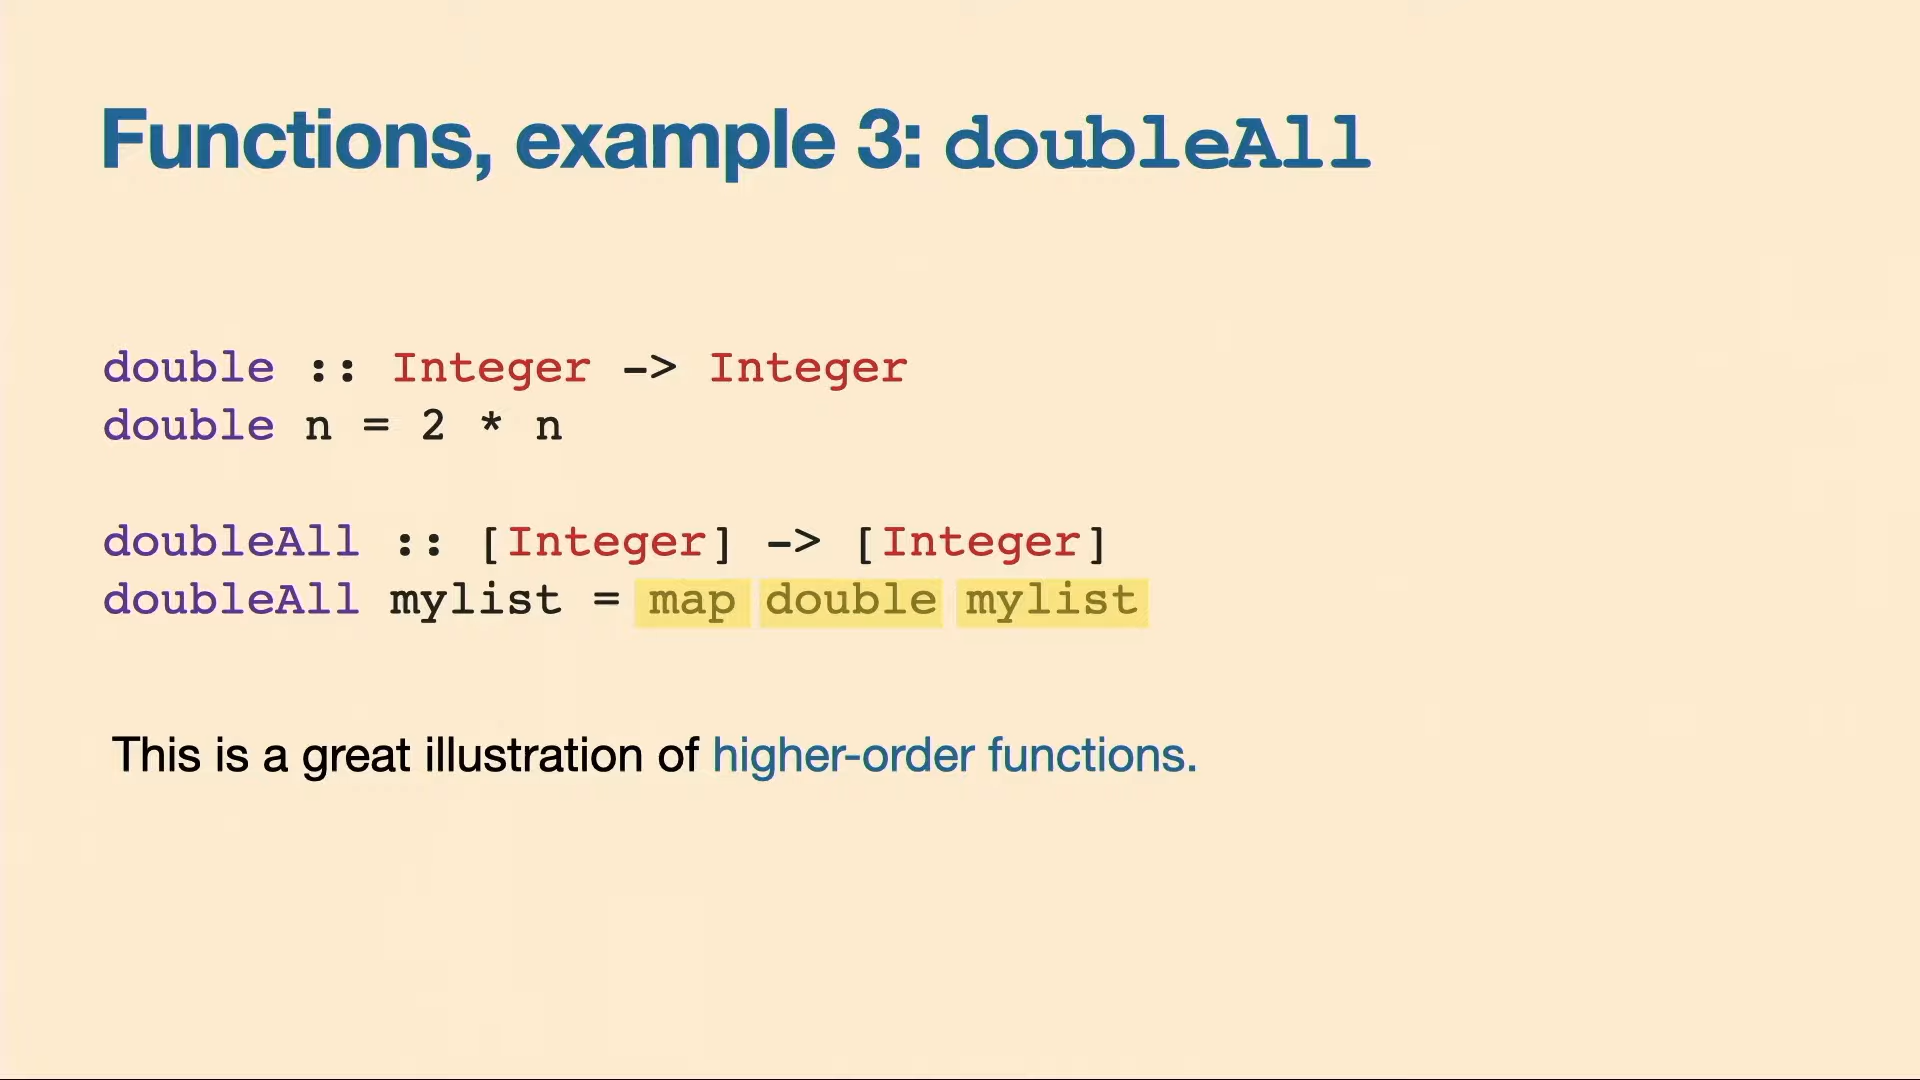 Functions, example 3: doubleAll
double :: Integer -> Integer
double n = 2 * n
doubleAll :: [Integer] -> [Integer]
doubleAll mylist = map double mylist
This is a great illustration of higher-order functions.